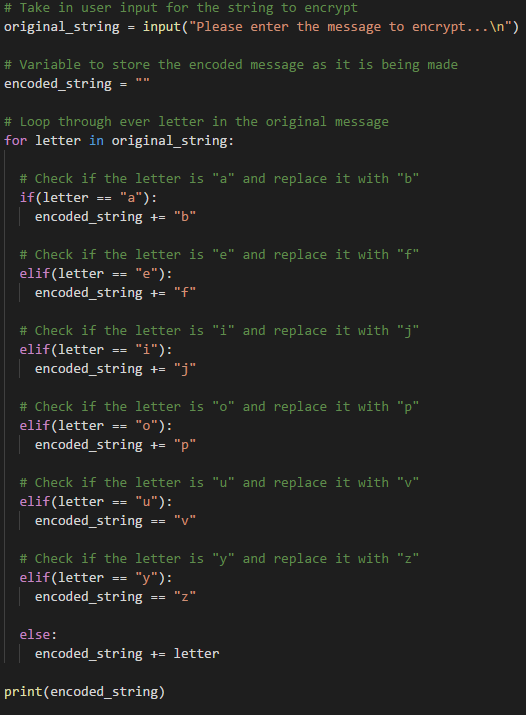 # Take in user input for the string to encrypt
original_string = input("Please enter the message to encrypt...\n")
# Variable to store the encoded message as it is being made
encoded_string = ""
# Loop through ever letter in the original message
for letter in original_string:
# Check if the letter is "a" and replace it with "b"
if(letter == "a"):
encoded_string += "b"
# Check if the letter is "e" and replace it with "f"
elif(letter == "e"):
encoded_string += "f"
# Check if the letter is "i" and replace it with "j"
elif(letter == "i"):
encoded_string += "j"
# Check if the letter is "o" and replace it with "p"
elif(letter == "o"):
encoded_string += "p"
# Check if the letter is "u" and replace it with "v"
elif(letter == "u"):
encoded_string == "v"
# Check if the letter is "y" and replace it with "z"
elif(letter == "y"):
encoded_string == "z"
else:
encoded_string += letter
print(encoded_string)